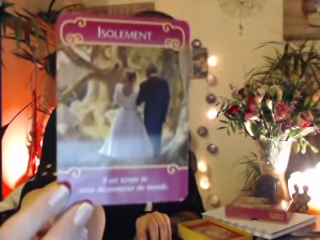 Isolement
Il est temps de
vous déconnecter du monde.